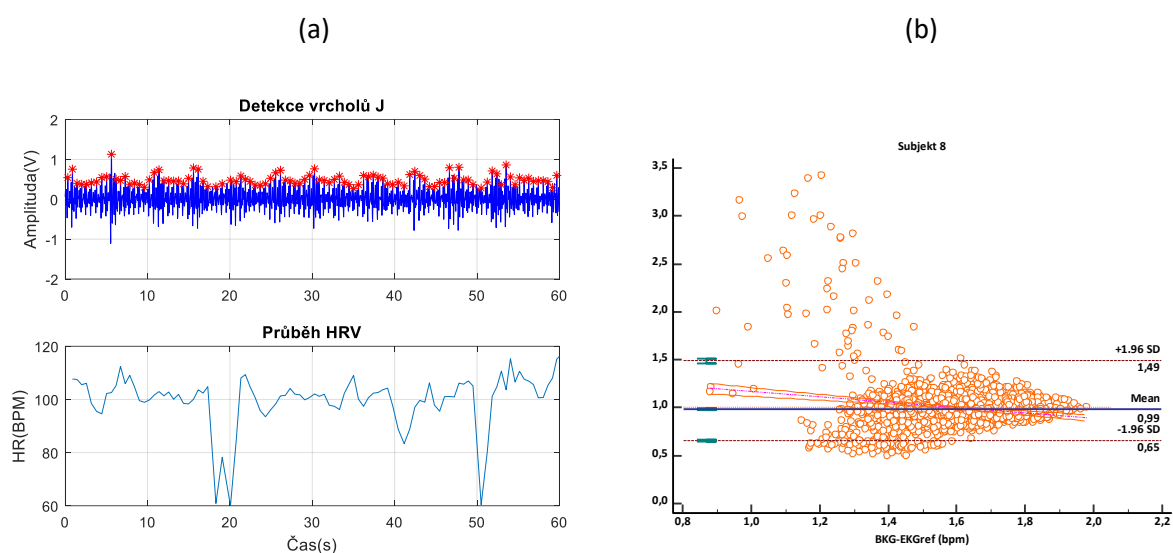 (a)
(b)
Detekce vrcholů J
Amplituda(V)
2
1
0
-1
-2
0 10 20 30 40 50 60
Průběh HRV
HR(BPM)
120
100
80
60
0 10 20 30 40 50 60
Čas(s)
Subjekt 8
3,5
3,0
2,5
2,0
1,5
1,0
0,5
0,0
+1.96 SD
1,49
Mean
0,99
-1.96 SD
0,65
0,8 1,0 1,2 1,4 1,6 1,8 2,0 2,2
BKG-EKGref (bpm)